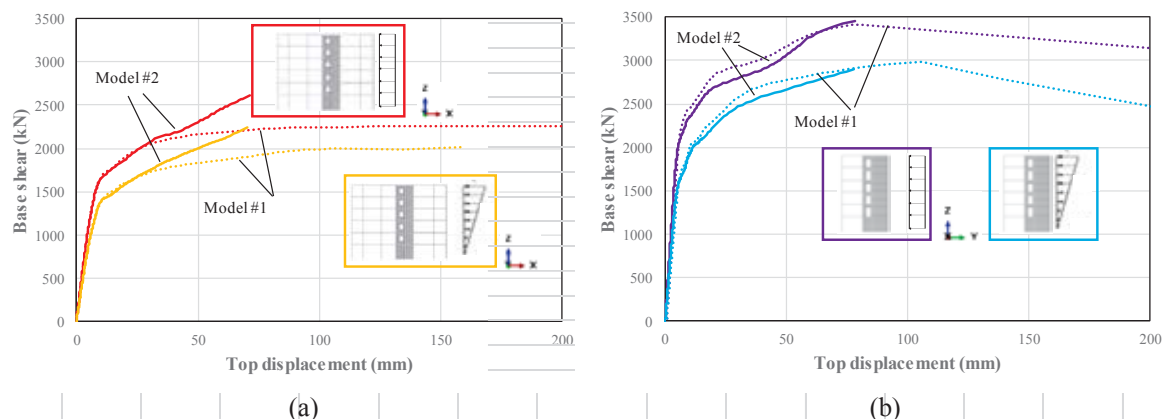 3500
3000
2500
2000
1500
1000
500
0
Base shear (kN)
Model #2
Model #1
Z
X
Z
X
0 50 100 150 200
Top displacement (mm)
(a)
3500
3000
2500
2000
1500
1000
500
0
Base shear (kN)
Model #2
Model #1
Z
Y
0 50 100 150 200
Top displacement (mm)
(b)